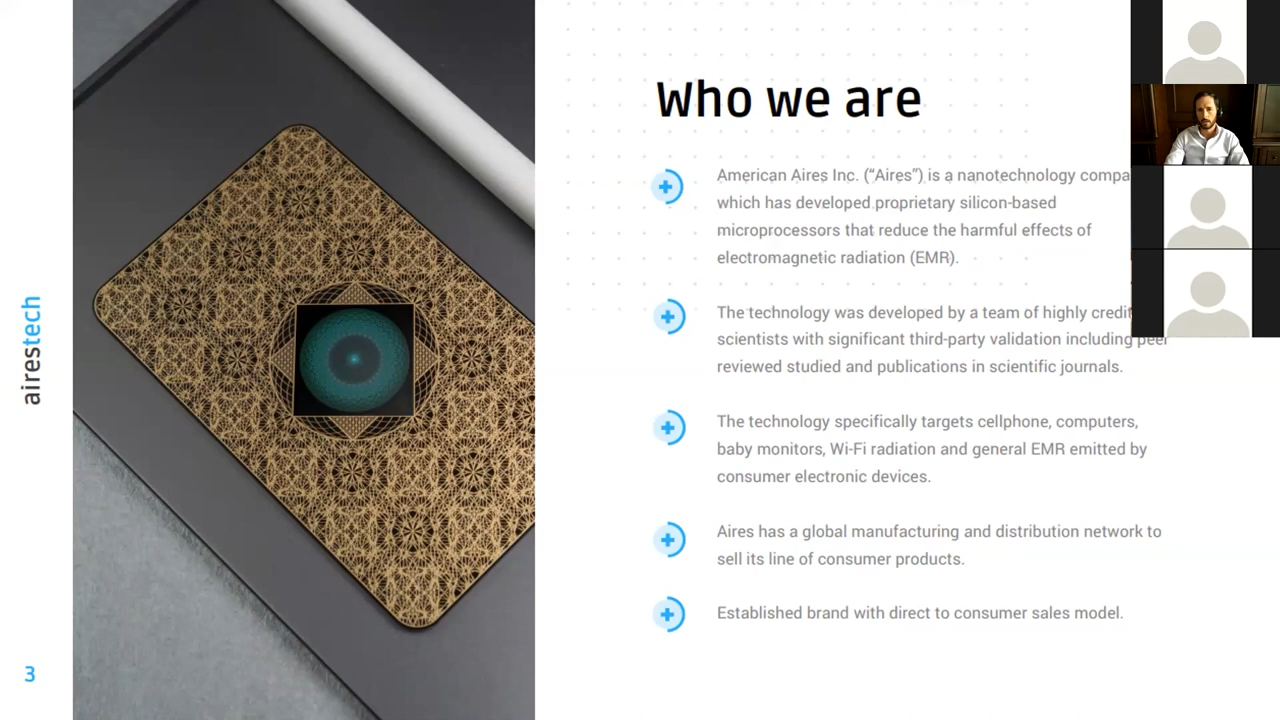 airestech
3
Who we are
American Aires Inc. (“Aires”) is a nanotechnology compa
which has developed proprietary silicon-based
microprocessors that reduce the harmful effects of
electromagnetic radiation (EMR).
The technology was developed by a team of highly credit
scientists with significant third-party validation including peer
reviewed studied and publications in scientific journals.
The technology specifically targets cellphone, computers,
baby monitors, Wi-Fi radiation and general EMR emitted by
consumer electronic devices.
Aires has a global manufacturing and distribution network to
sell its line of consumer products.
Established brand with direct to consumer sales model.